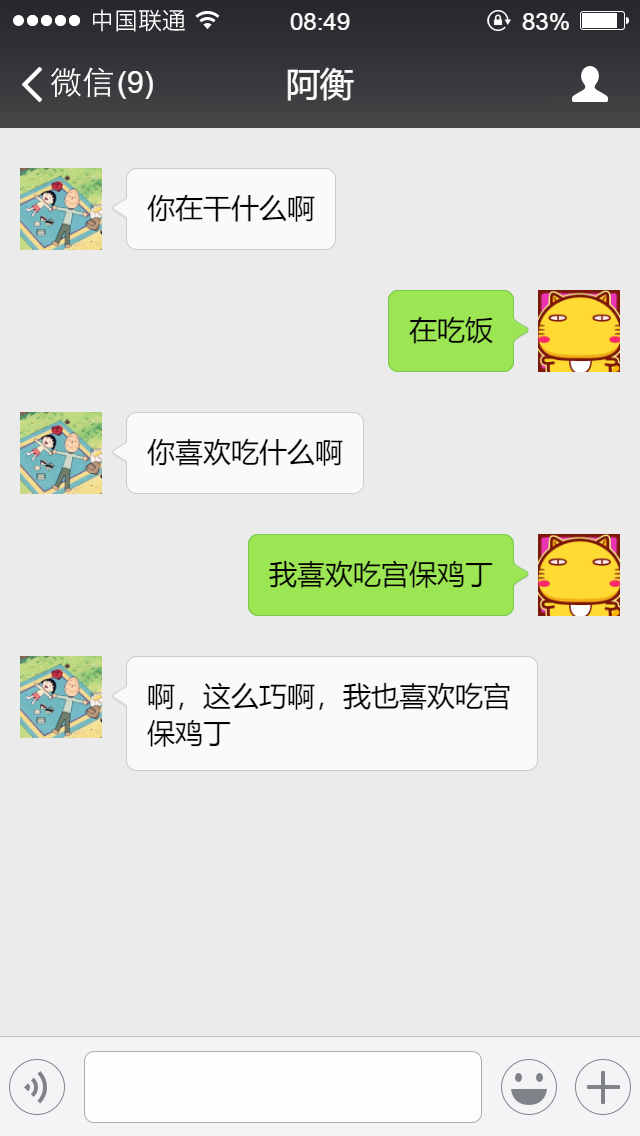 中国联通 08:49 83%
微信(9) 阿衡
你在干什么啊
在吃饭
你喜欢吃什么啊
我喜欢吃宫保鸡丁
啊，这么巧啊，我也喜欢吃宫
保鸡丁